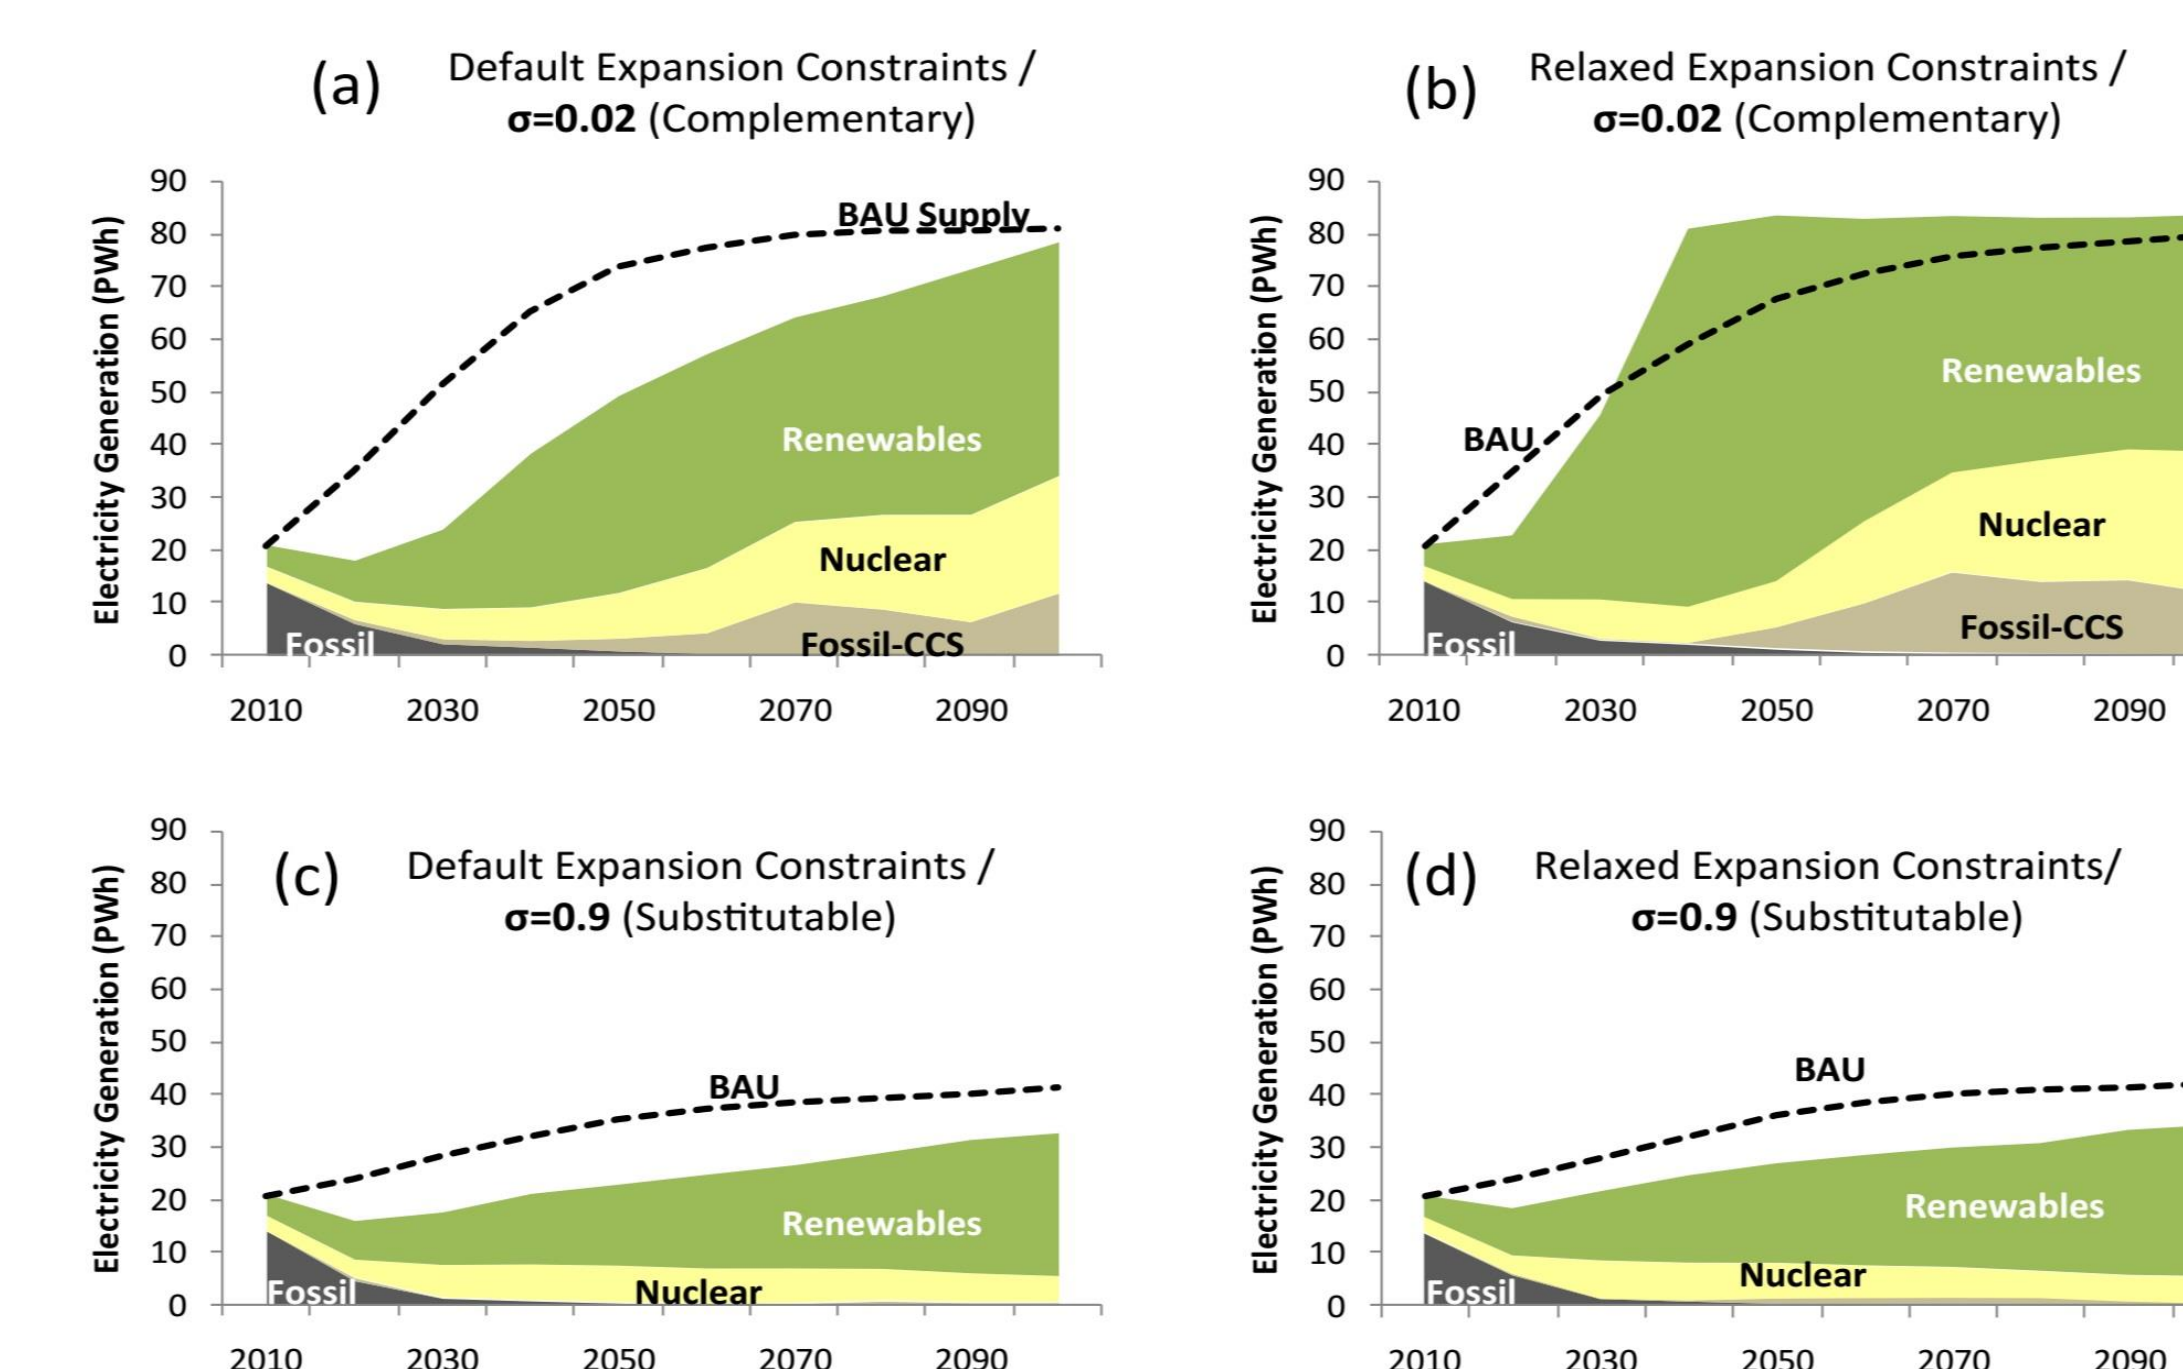 (a)
Default Expansion Constraints /
σ=0.02 (Complementary)
Electricity Generation (PWh)
90
80
70
60
50
40
30
20
10
0
BAU Supply
Renewables
Nuclear
Fossil
Fossil-CCS
2010 2030 2050 2070 2090
(b)
Relaxed Expansion Constraints /
σ=0.02 (Complementary)
Electricity Generation (PWh)
90
80
70
60
50
40
30
20
10
0
BAU
Renewables
Nuclear
Fossil-CCS
Fossil
2010 2030 2050 2070 2090
(c)
Default Expansion Constraints /
σ=0.9 (Substitutable)
Electricity Generation (PWh)
90
80
70
60
50
40
30
20
10
0
BAU
Renewables
Nuclear
Fossil
2010 2030 2050 2070 2090
(d)
Relaxed Expansion Constraints/
σ=0.9 (Substitutable)
Electricity Generation (PWh)
90
80
70
60
50
40
30
20
10
0
BAU
Renewables
Nuclear
Fossil
2010 2030 2050 2070 2090